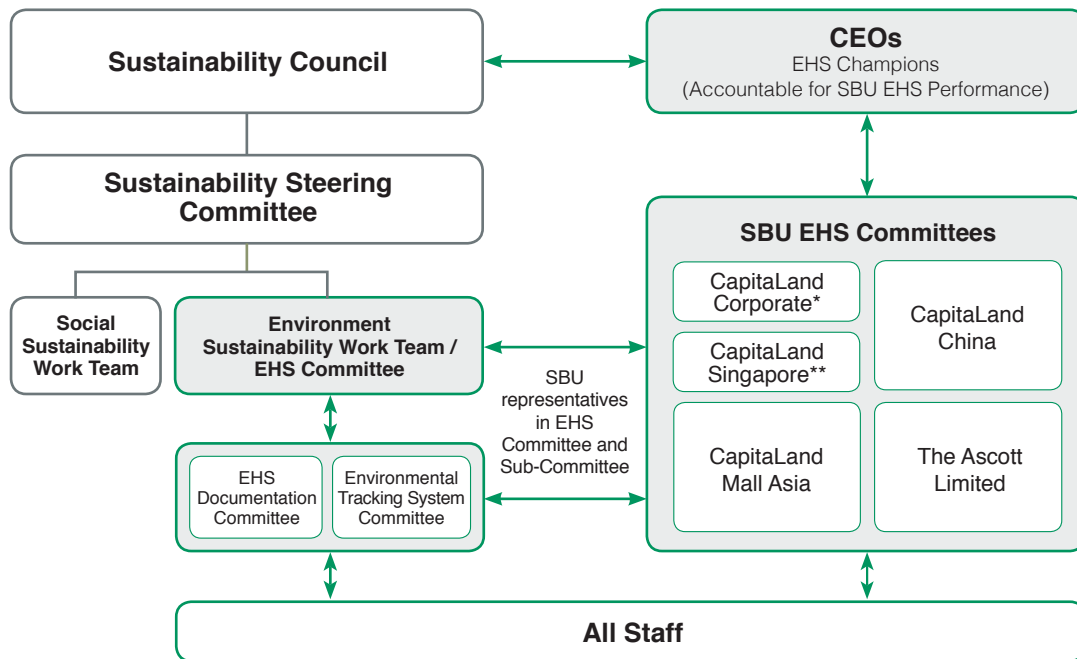 Sustainability Council
CEOs
EHS Champions
(Accountable for SBU EHS Performance)
Sustainability Steering
Committee
Social
Sustainability
Work Team
Environment
Sustainability Work Team /
EHS Committee
SBU
representatives
in EHS
Committee and
Sub-Committee
EHS
Documentation
Committee
Environmental
Tracking System
Committee
SBU EHS Committees
CapitaLand
Corporate*
CapitaLand
Singapore**
CapitaLand
China
CapitaLand
Mall Asia
The Ascott
Limited
All Staff